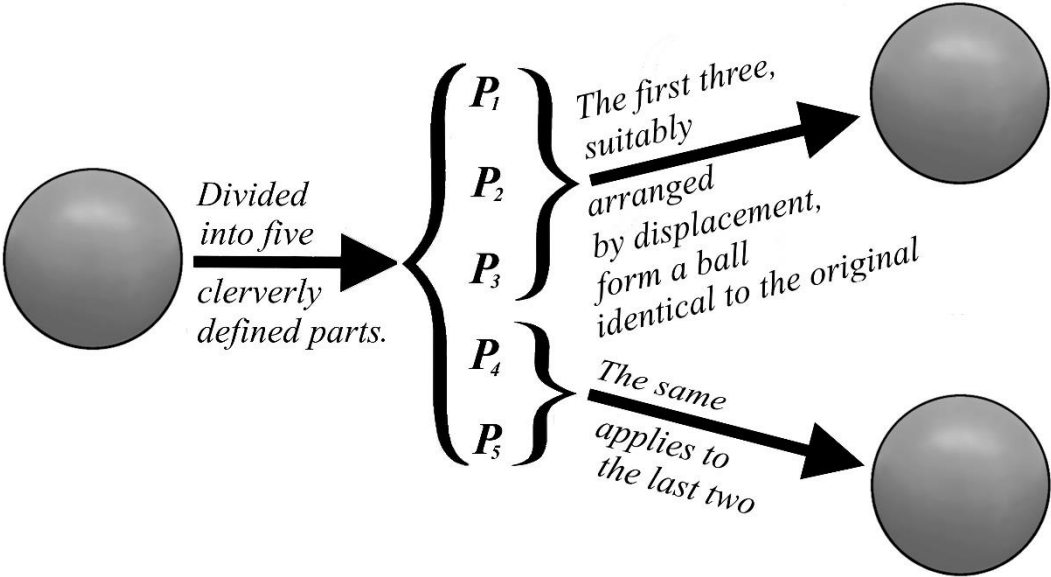 Divided
into five
clerverly
defined parts.
P1
P2
P3
P4
P5
The first three,
suitably
arranged
by displacement,
form a ball
identical to the original
The same
applies to
the last two